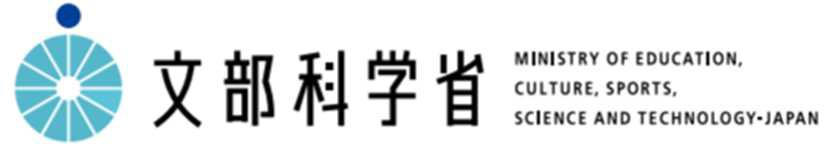 文部科学省
MINISTRY OF EDUCATION,
CULTURE, SPORTS,
SCIENCE AND TECHNOLOGY-JAPAN